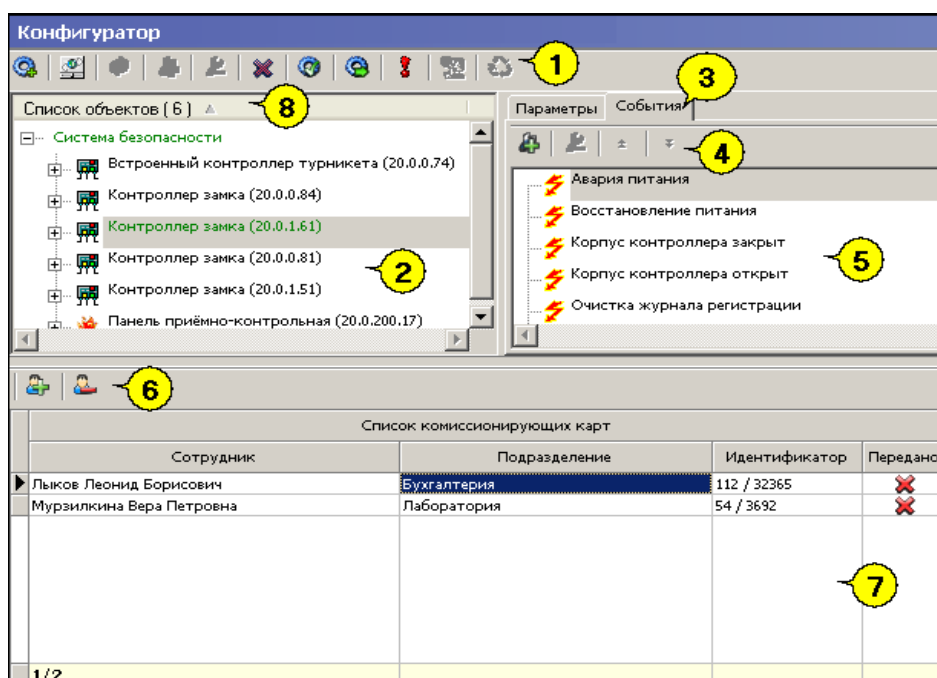 Конфигуратор
1
3
Список объектов ( 6 )
8
Параметры
События
Система безопасности
4
Встроенный контроллер турникета (20.0.0.74)
Контроллер замка (20.0.0.84)
Контроллер замка (20.0.1.61)
Контроллер замка (20.0.0.81)
Контроллер замка (20.0.1.51)
Панель приёмно-контрольная (20.0.200.17)
2
Авария питания
Восстановление питания
Корпус контроллера закрыт
Корпус контроллера открыт
Очистка журнала регистрации
5
6
Список комиссионирующих карт
Сотрудник
Подразделение
Идентификатор
Передано
Лыков Леонид Борисович
Бухгалтерия
112 / 32365
Мурзилкина Вера Петровна
Лаборатория
54 / 3692
7
1/2